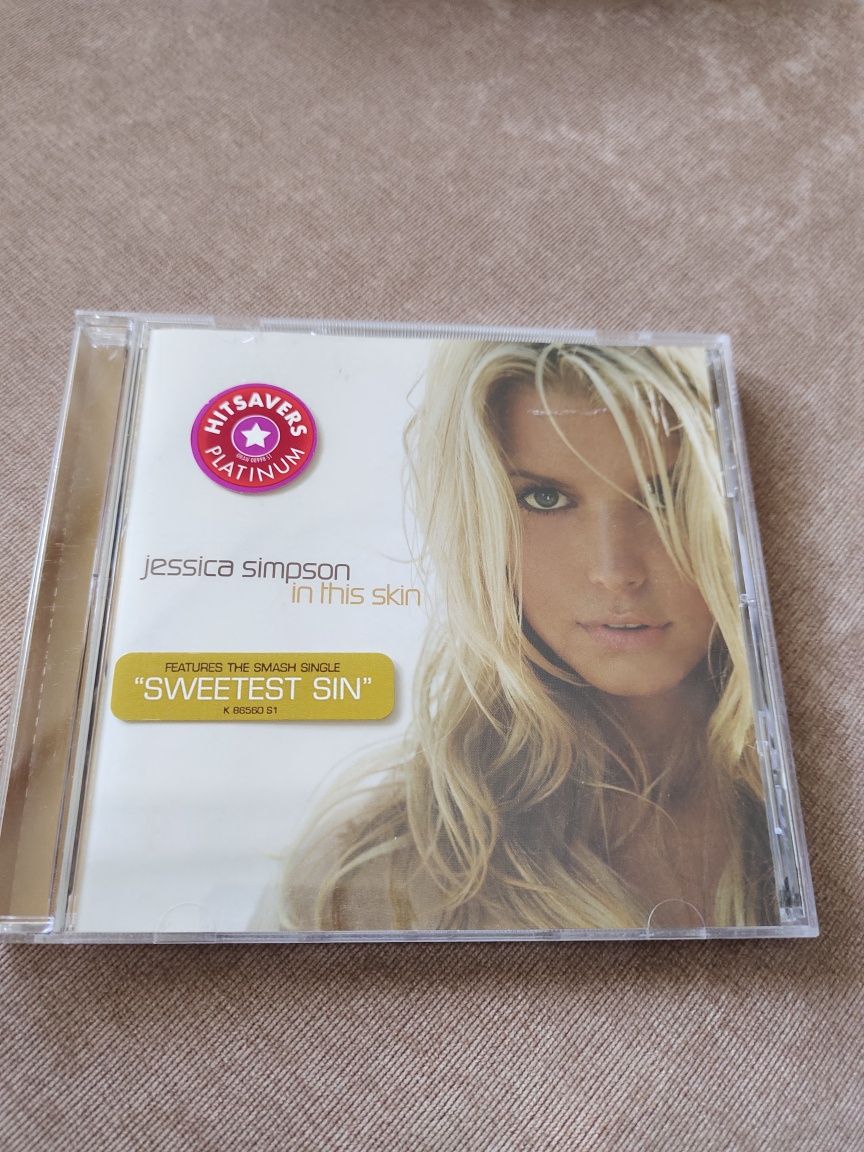 HITSAVERS
PLATINUM
jessica simpson
in this skin
FEATURES THE SMASH SINGLE
"SWEETEST SIN"
K 86560 S1